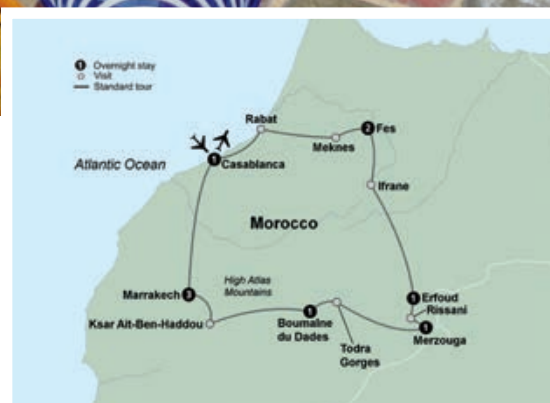 1 Overnight stay
Visit
Standard tour
Rabat
2 Fes
Meknes
1 Casablanca
Atlantic Ocean
Ifrane
Morocco
High Atlas
Mountains
Marrakech 3
1 Erfoud
Rissani
Ksar Ait-Ben-Haddou
1
Boumalne
du Dades
1
Merzouga
Todra
Gorges